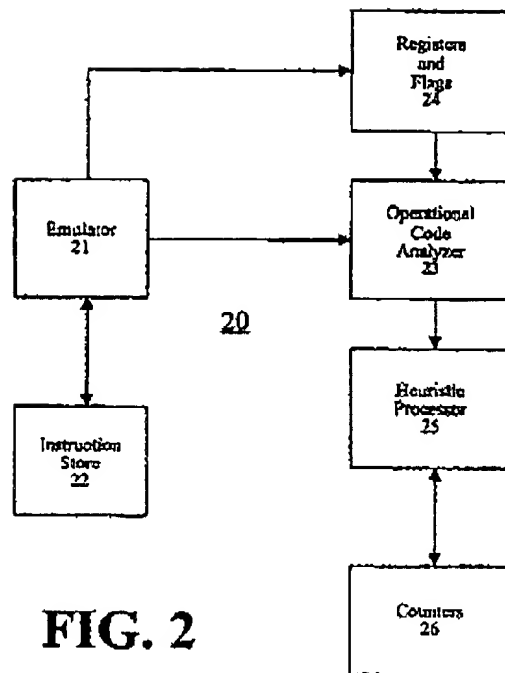 Registers
and
Flags
24
Emulator
21
Operational
Code
Analyzer
23
20
Heuristic
Processor
25
Instruction
Store
22
Counters
26
FIG. 2